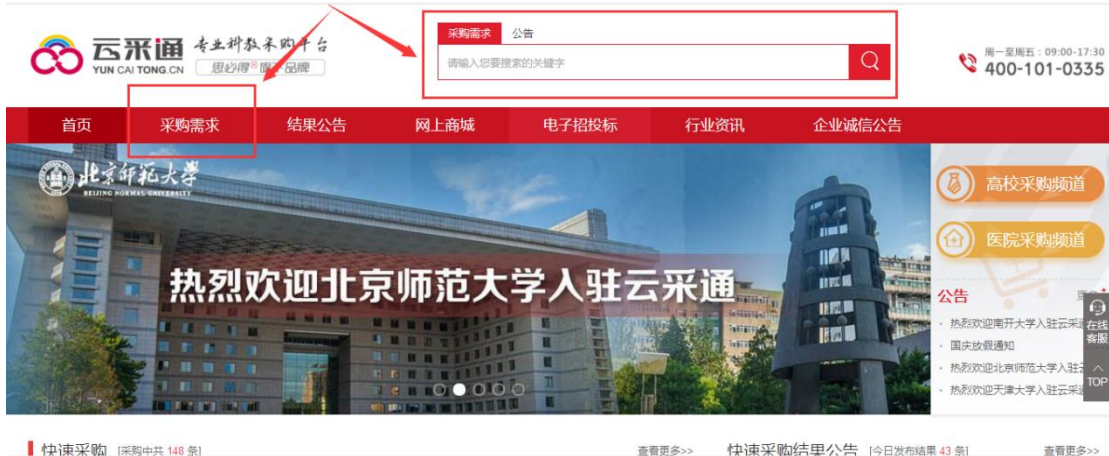 云采通
YUN CAI TONG.CN
专业科教采购平台
思必得®旗下品牌
采购需求 公告
请输入您要搜索的关键字
周一至周五：09:00-17:30
400-101-0335
首页 采购需求 结果公告 网上商城 电子招投标 行业资讯 企业诚信公告
北京师范大学
BEIJING NORMAL UNIVERSITY
热烈欢迎北京师范大学入驻云采通
高校采购频道
医院采购频道
公告
热烈欢迎南开大学入驻云采
国庆放假通知
热烈欢迎北京师范大学入驻
热烈欢迎天津大学入驻云采
在线
客服
TOP
快速采购 [采购中共 148 条] 查看更多>>
快速采购结果公告 [今日发布结果 43 条] 查看更多>>